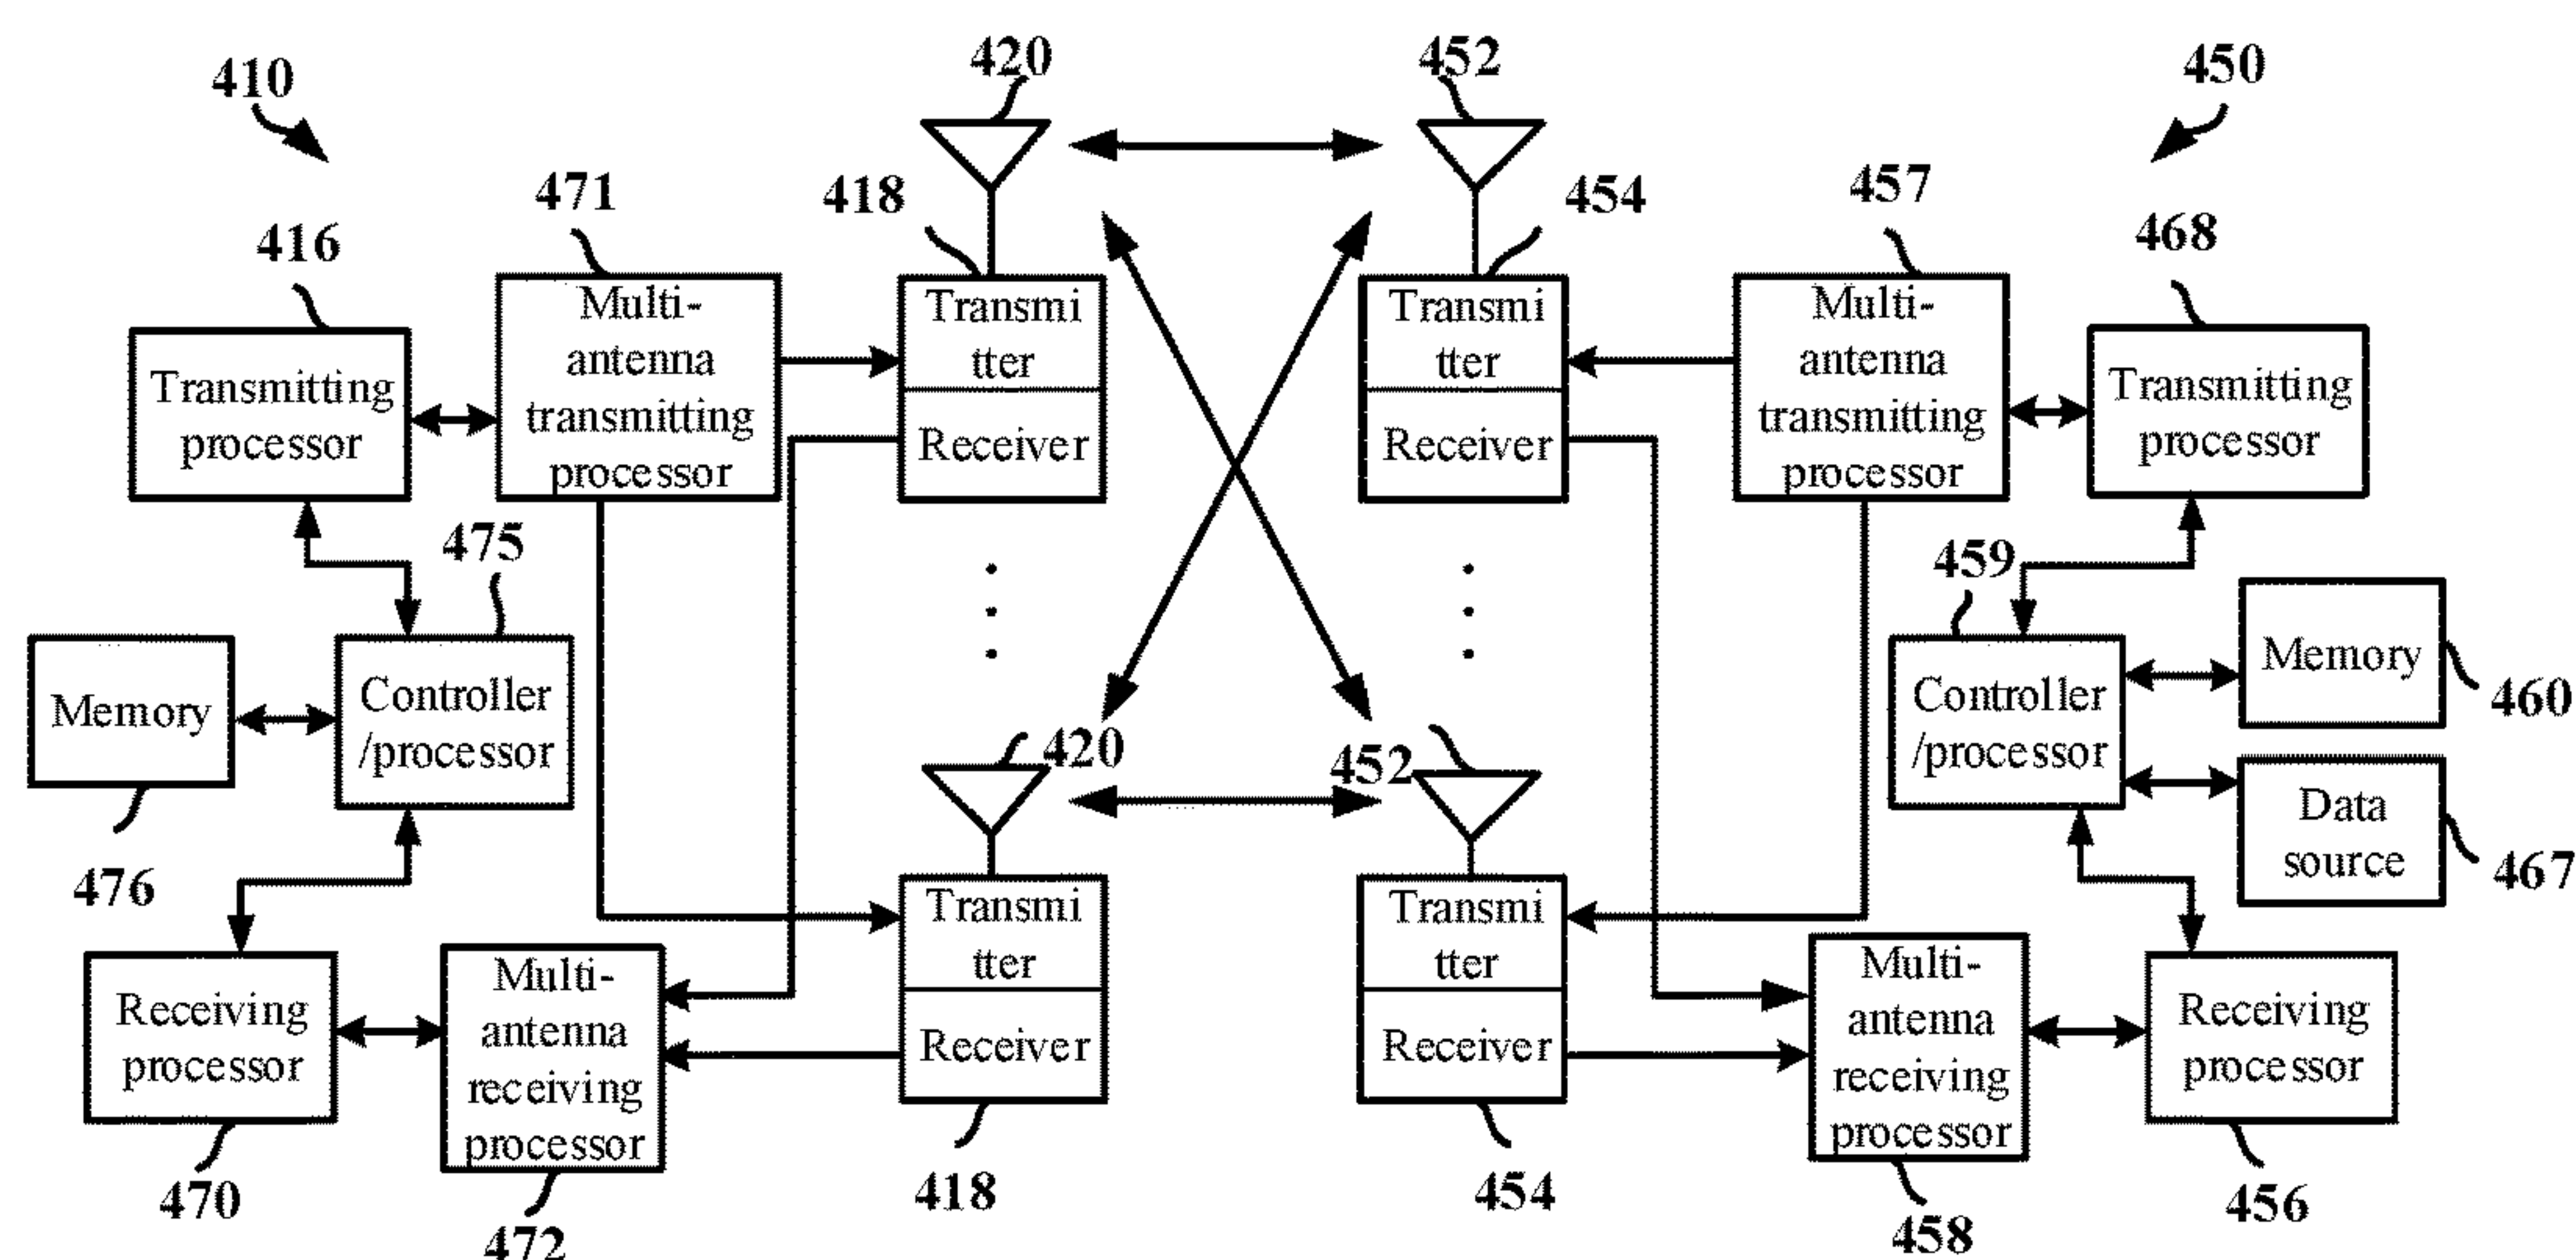 410
420
452
450
471
418
454
457
416
468
Multi-
antenna
transmitting
processor
Transmi
tter
Receiver
Transmi
tter
Receiver
Multi-
antenna
transmitting
processor
Transmitting
processor
Transmitting
processor
475
459
Memory
Controller
/processor
Controller
/processor
Memory
460
Data
source
467
476
420
452
Transmi
tter
Receiver
Transmi
tter
Receiver
Receiving
processor
Multi-
antenna
receiving
processor
Multi-
antenna
receiving
processor
Receiving
processor
470
472
418
454
458
456